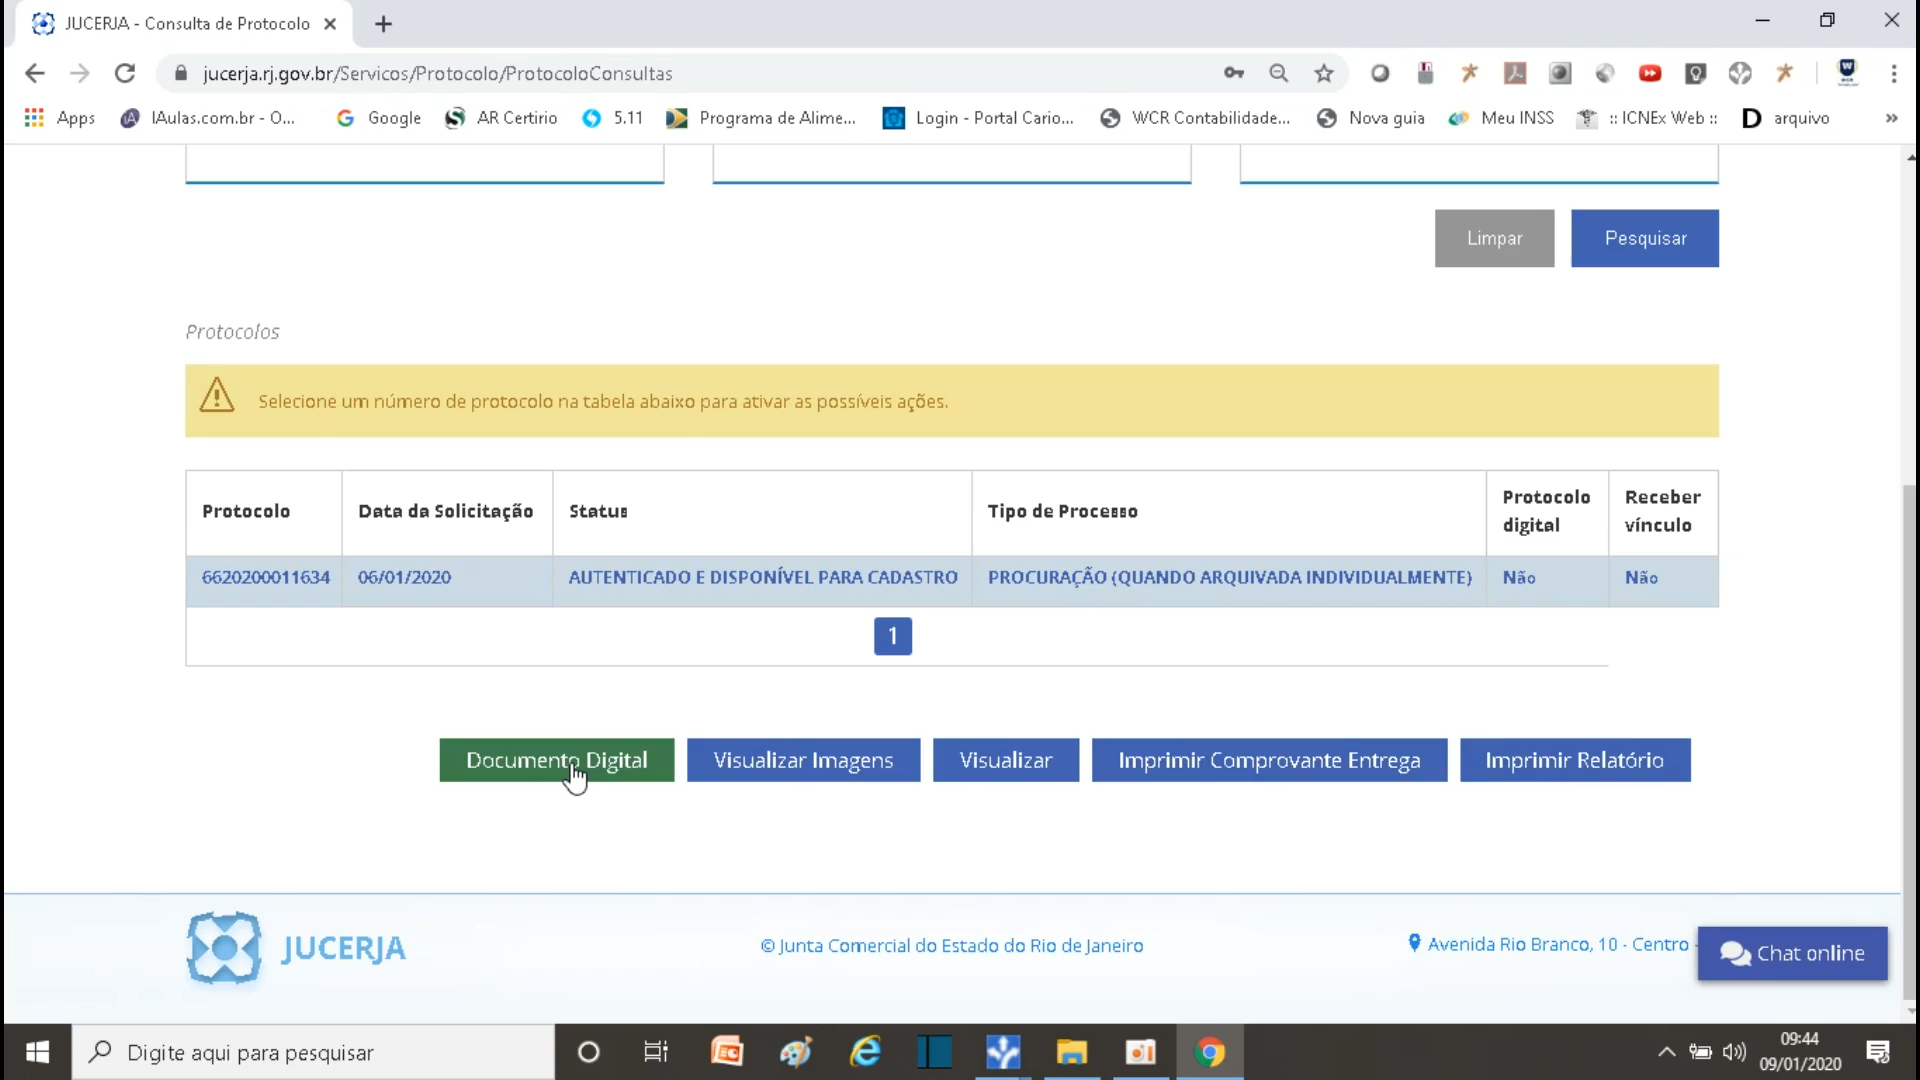 JUCERJA - Consulta de Protocolo
jucerja.rj.gov.br/Servicos/Protocolo/ProtocoloConsultas
Apps IAulas.com.br - O... Google AR Certirio 5.11 Programa de Alime... Login - Portal Cario... WCR Contabilidade... Nova guia Meu INSS :: ICNEx Web :: D arquivo »
Limpar Pesquisar
Protocolos
Selecione um número de protocolo na tabela abaixo para ativar as possíveis ações.
Protocolo Data da Solicitação Status Tipo de Processo Protocolo digital Receber vínculo
6620200011634 06/01/2020 AUTENTICADO E DISPONÍVEL PARA CADASTRO PROCURAÇÃO (QUANDO ARQUIVADA INDIVIDUALMENTE) Não Não
1
Documento Digital Visualizar Imagens Visualizar Imprimir Comprovante Entrega Imprimir Relatório
JUCERJA © Junta Comercial do Estado do Rio de Janeiro Avenida Rio Branco, 10 - Centro -
Chat online
Digite aqui para pesquisar
09:44
09/01/2020